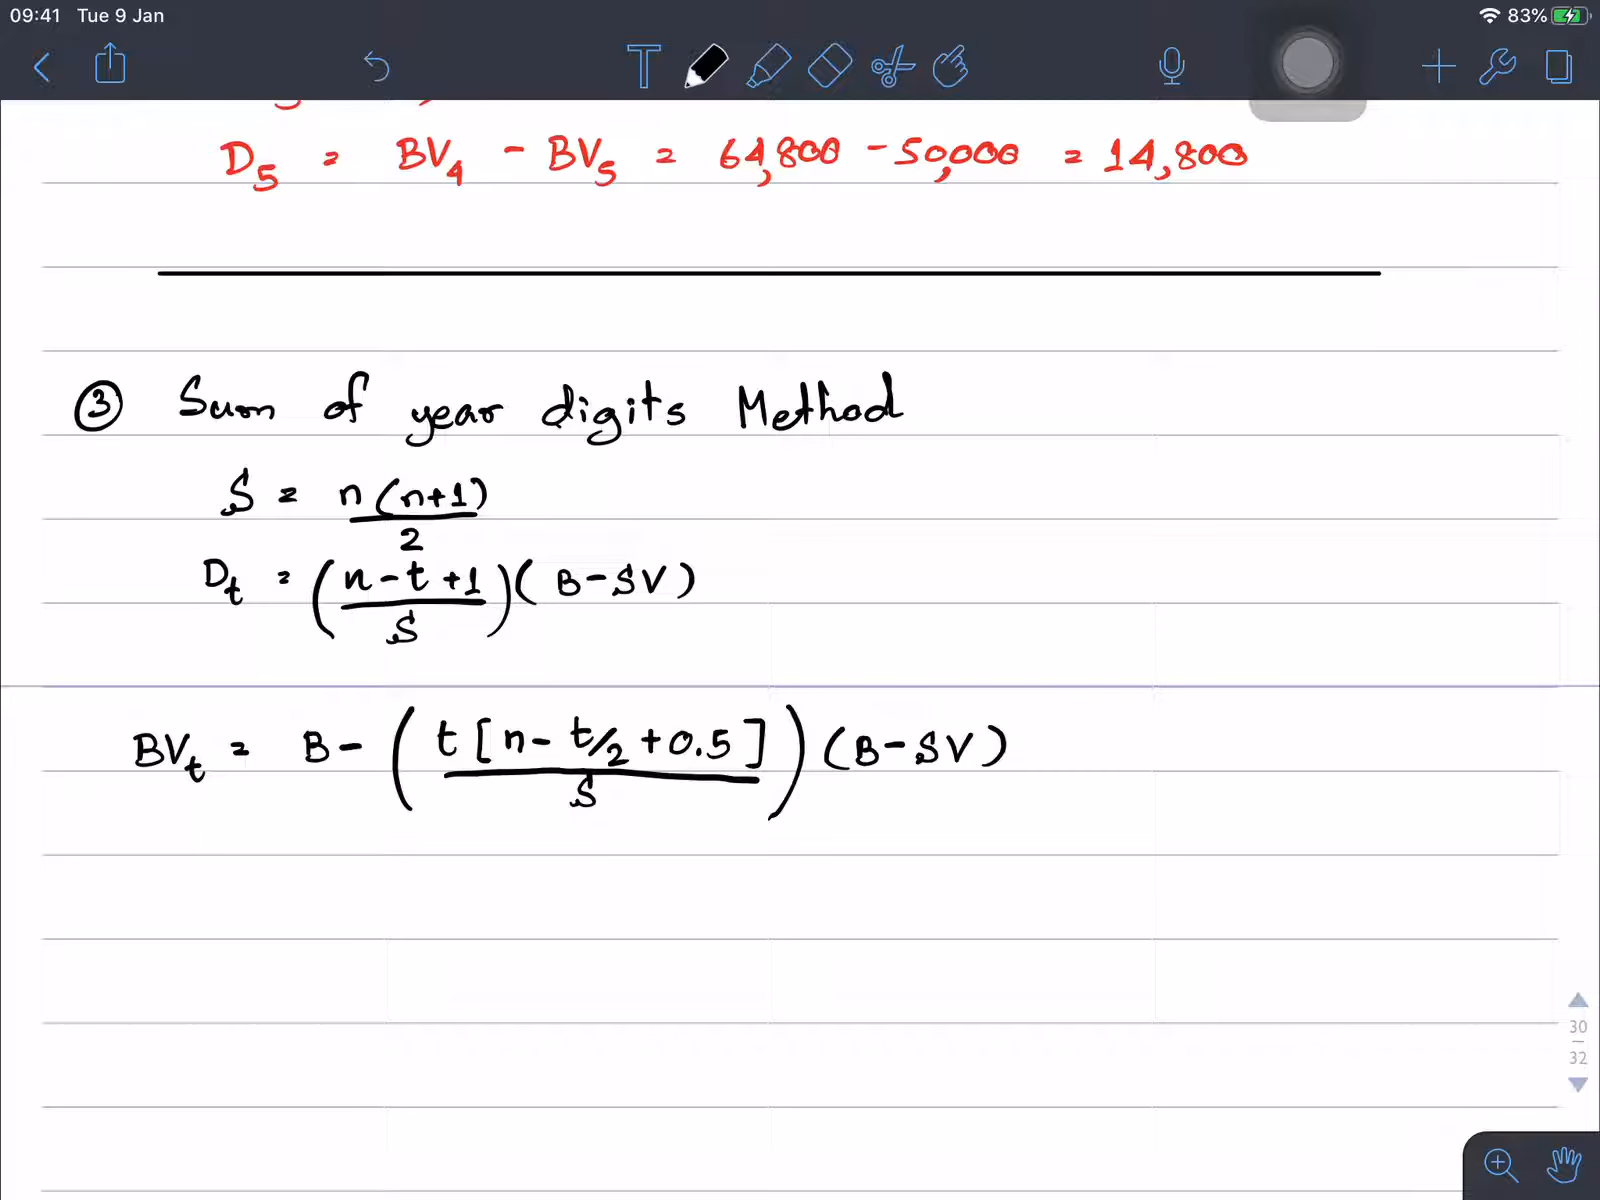 09:41 Tue 9 Jan 83%
D5 = BV4 - BV5 = 64,800 - 50,000 = 14,800
③ Sum of year digits Method
S = n(n+1)
2
Dt = (n-t+1)(B-SV)
S
BVt = B - (t[n-t/2+0.5])(B-SV)
S
30
32